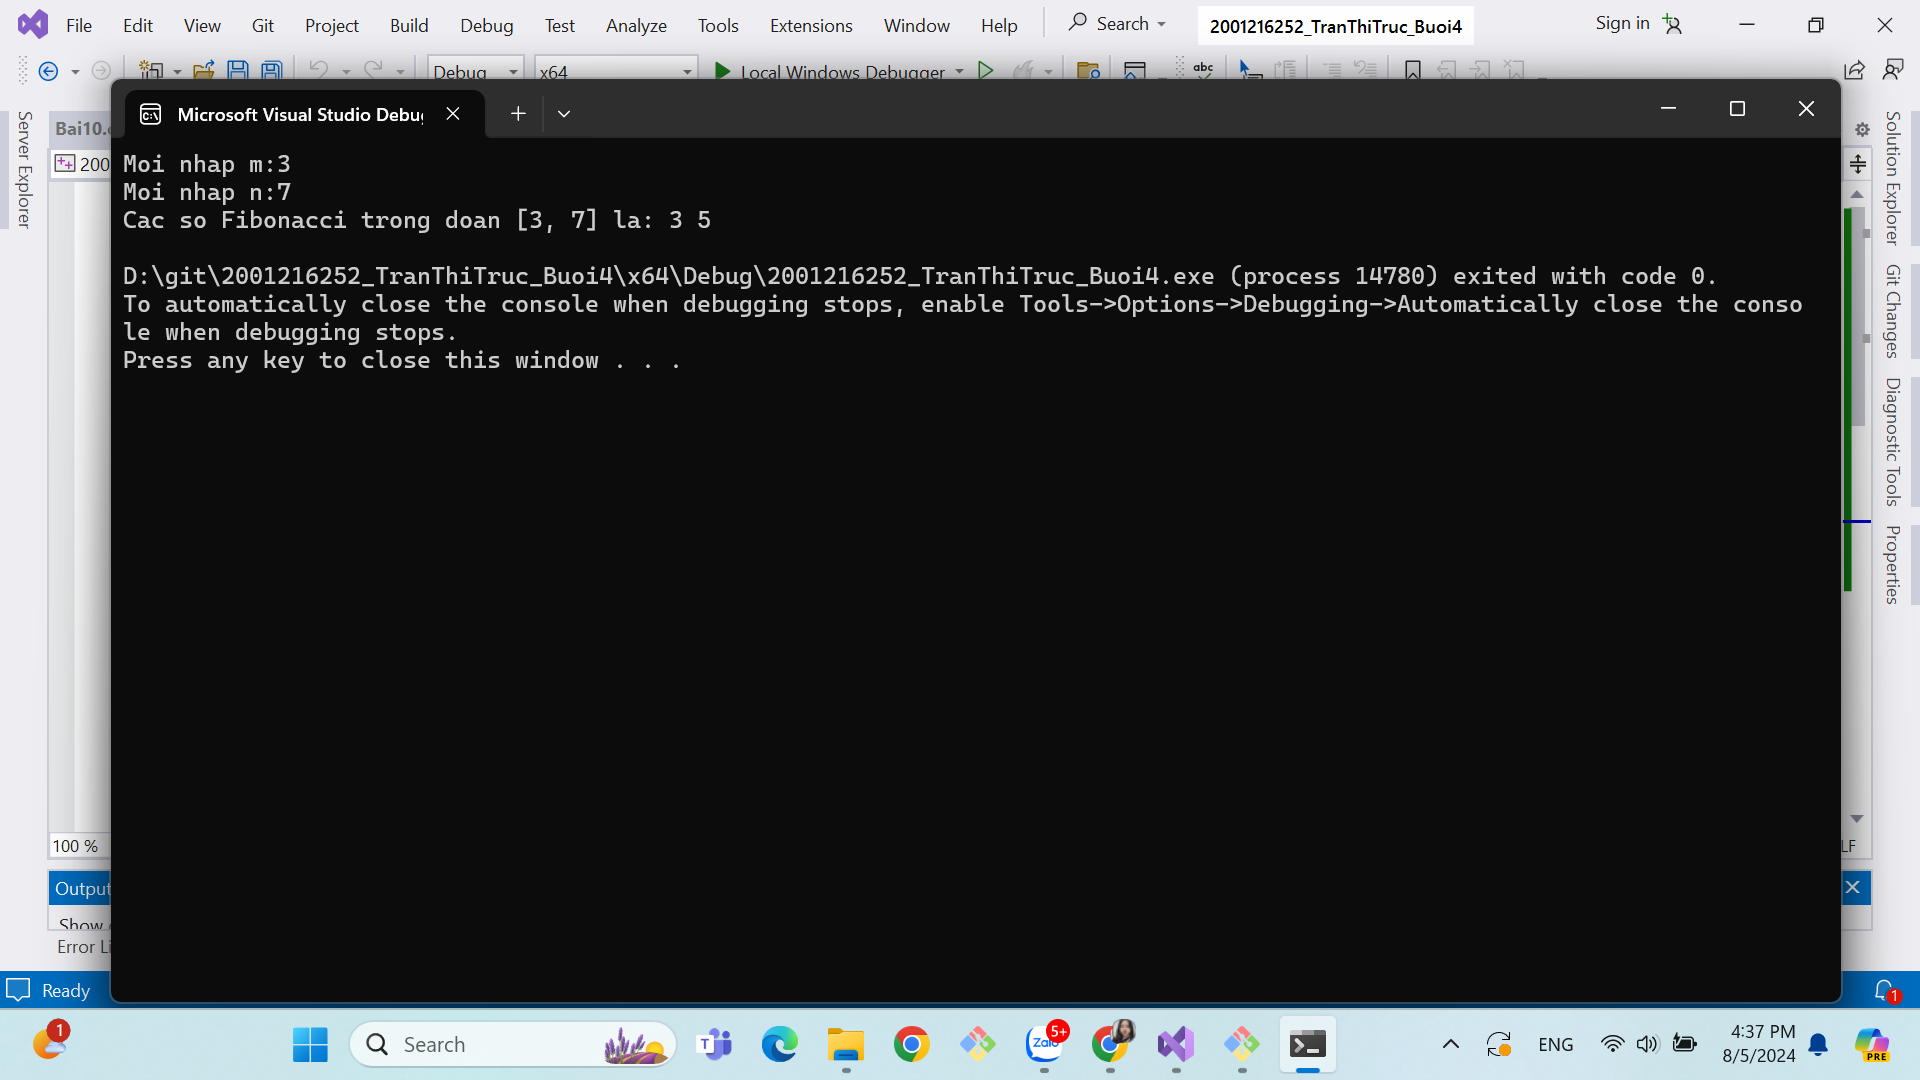 File Edit View Git Project Build Debug Test Analyze Tools Extensions Window Help Search 2001216252_TranThiTruc_Buoi4 Sign in
Debug x64 Local Windows Debugger abc
Server Explorer
Bai10.
200
Microsoft Visual Studio Debu
Moi nhap m:3
Moi nhap n:7
Cac so Fibonacci trong doan [3, 7] la: 3 5
D:\git\2001216252_TranThiTruc_Buoi4\x64\Debug\2001216252_TranThiTruc_Buoi4.exe (process 14780) exited with code 0.
To automatically close the console when debugging stops, enable Tools->Options->Debugging->Automatically close the conso
le when debugging stops.
Press any key to close this window . . .
Solution Explorer
Git Changes
Diagnostic Tools
Properties
100 %
LF
Output
Show
Error Li
Ready
1
1
Search
T
Zalo
5+
ENG
4:37 PM
8/5/2024
PRE